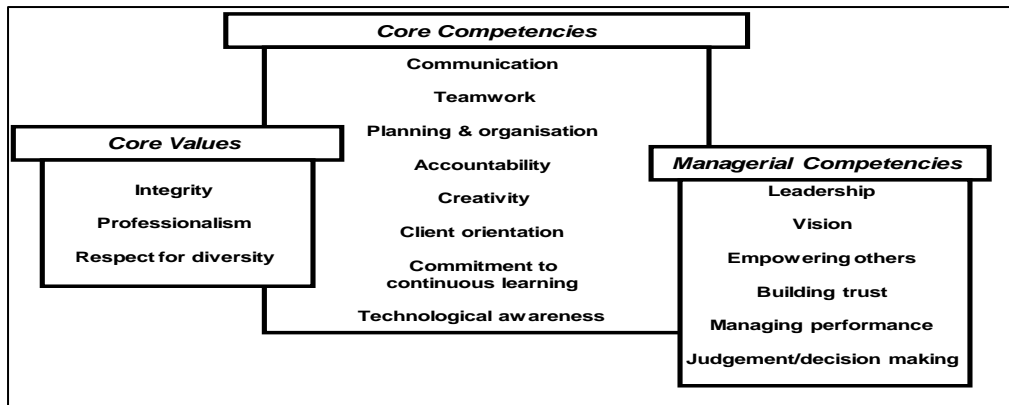 Core Competencies
Communication
Teamwork
Planning & organisation
Accountability
Creativity
Client orientation
Commitment to
continuous learning
Technological awareness
Core Values
Integrity
Professionalism
Respect for diversity
Managerial Competencies
Leadership
Vision
Empowering others
Building trust
Managing performance
Judgement/decision making